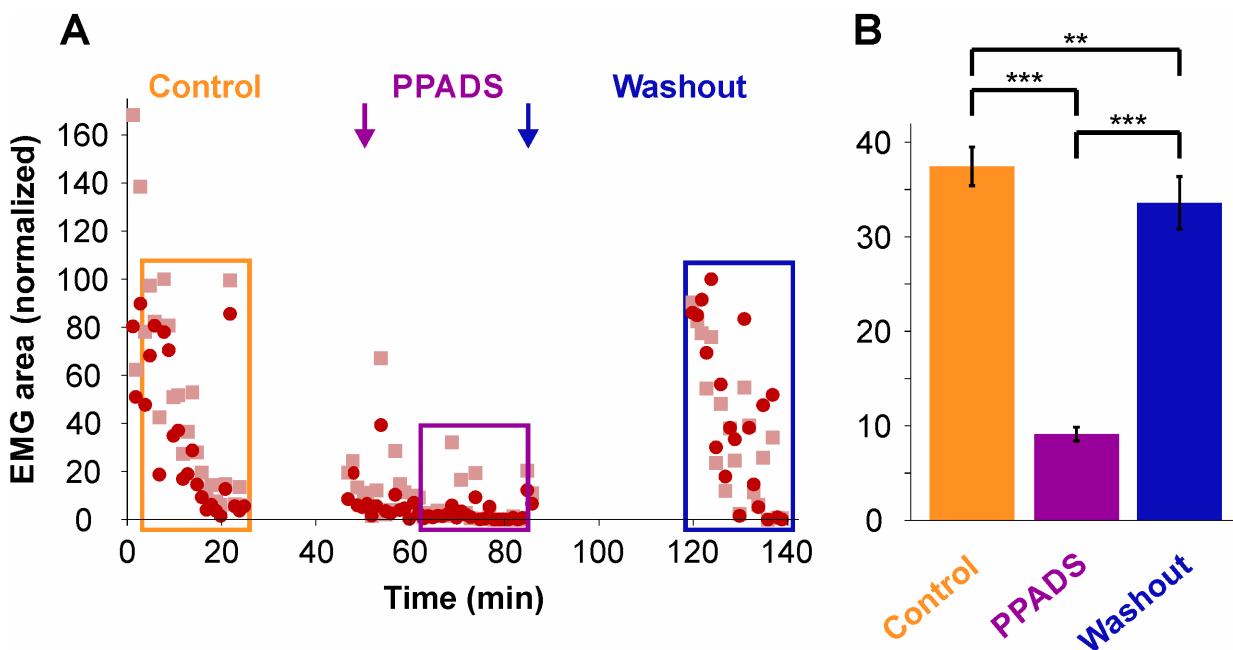 A
B
Control PPADS Washout
**
***
***
EMG area (normalized)
160
140
120
100
80
60
40
20
0
0 20 40 60 80 100 120 140
Time (min)
40
30
20
10
0
Control
PPADS
Washout